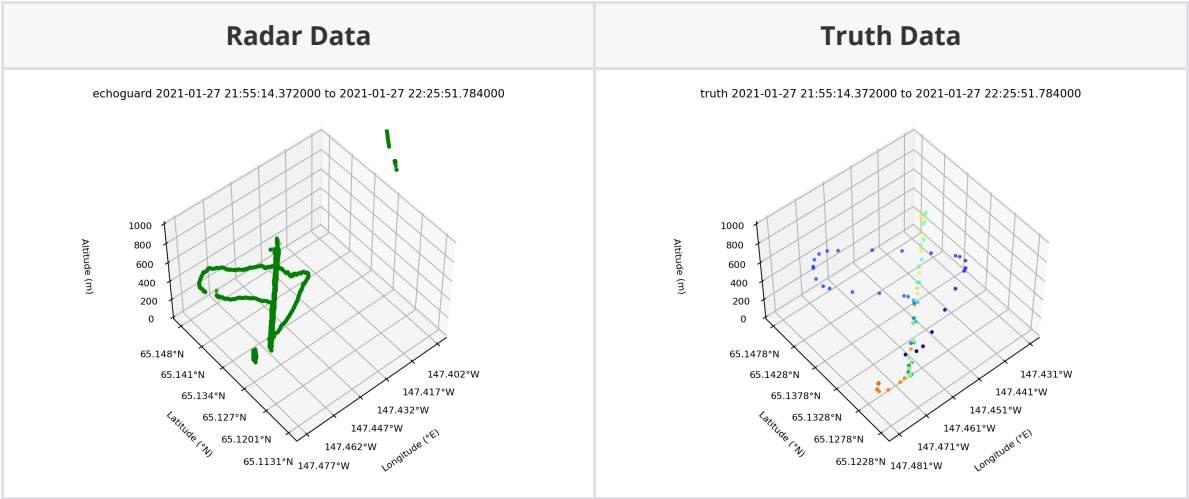 Radar Data
Truth Data
echoguard 2021-01-27 21:55:14.372000 to 2021-01-27 22:25:51.784000
1000
800
600
400
200
0
Altitude (m)
65.148°N
65.141°N
65.134°N
65.127°N
65.1201°N
65.1131°N
Latitude (°N)
147.402°W
147.417°W
147.432°W
147.447°W
147.462°W
147.477°W
Longitude (°E)
truth 2021-01-27 21:55:14.372000 to 2021-01-27 22:25:51.784000
1000
800
600
400
200
0
Altitude (m)
65.1478°N
65.1428°N
65.1378°N
65.1328°N
65.1278°N
65.1228°N
Latitude (°N)
147.431°W
147.441°W
147.451°W
147.461°W
147.471°W
147.481°W
Longitude (°E)